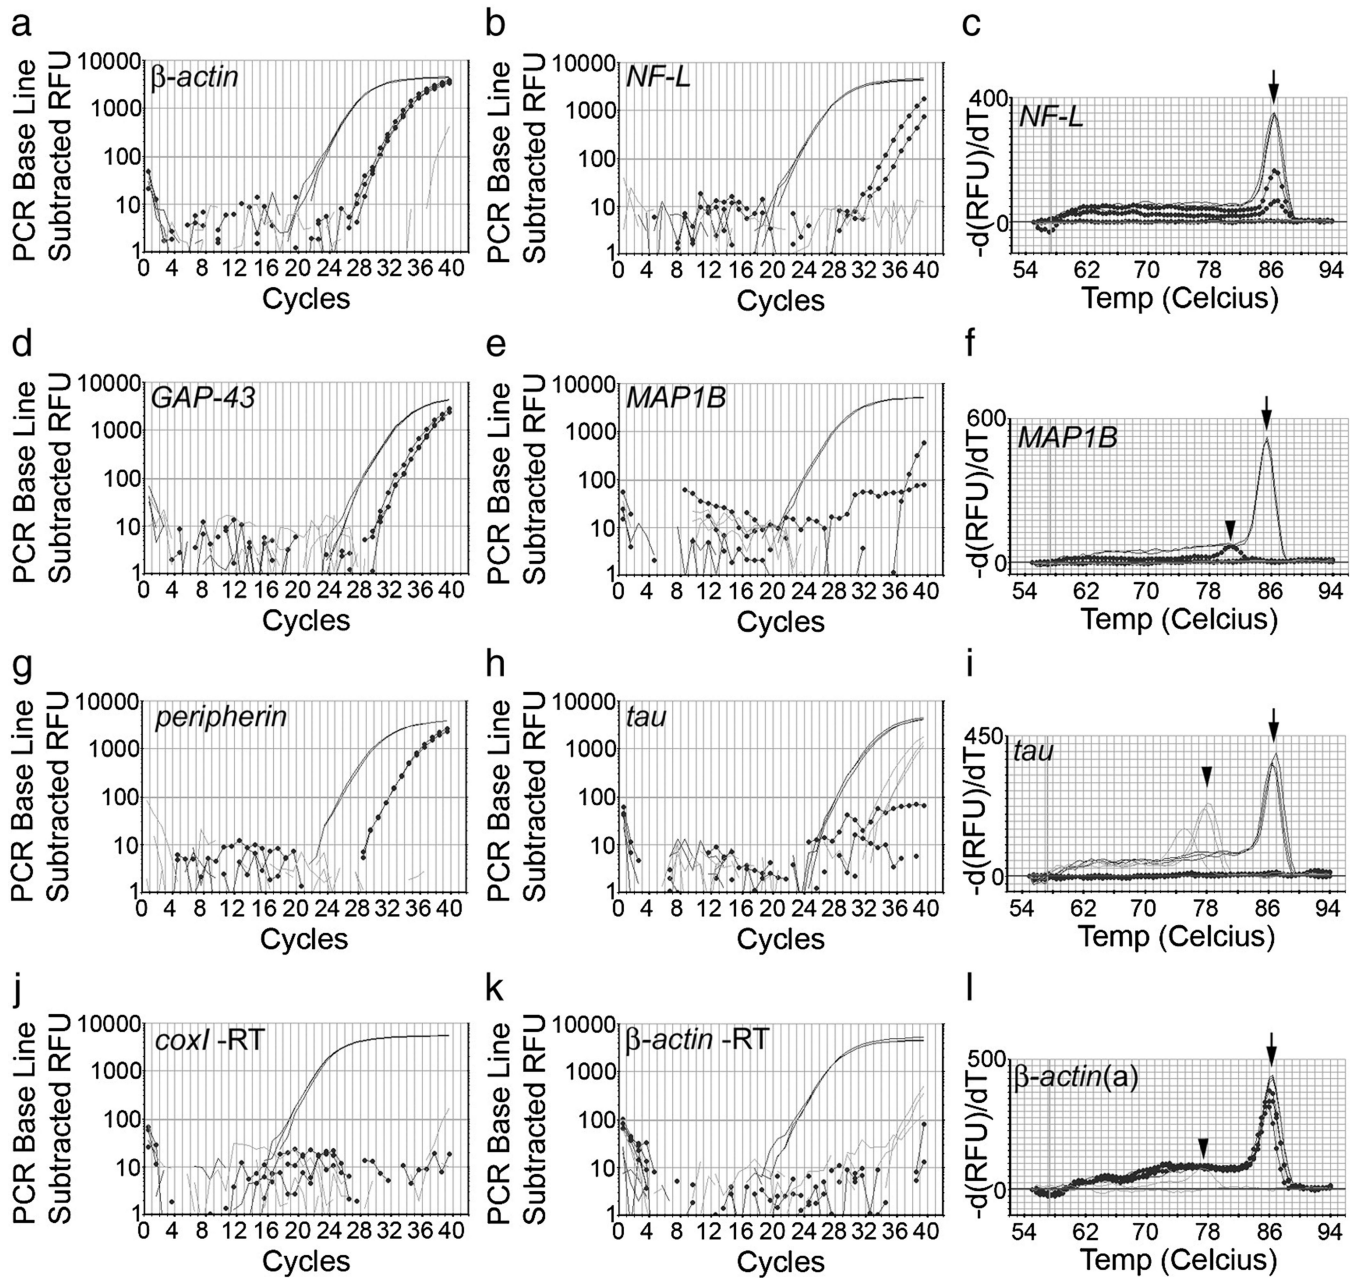 a
b
c
PCR Base Line
Subtracted RFU
10000
1000
100
10
1
β-actin
0 4 8 12 16 20 24 28 32 36 40
Cycles
PCR Base Line
Subtracted RFU
10000
1000
100
10
1
NF-L
0 4 8 12 16 20 24 28 32 36 40
Cycles
-d(RFU)/dT
400
0
NF-L
54 62 70 78 86 94
Temp (Celcius)
d
e
f
PCR Base Line
Subtracted RFU
10000
1000
100
10
1
GAP-43
0 4 8 12 16 20 24 28 32 36 40
Cycles
PCR Base Line
Subtracted RFU
10000
1000
100
10
1
MAP1B
0 4 8 12 16 20 24 28 32 36 40
Cycles
-d(RFU)/dT
600
0
MAP1B
54 62 70 78 86 94
Temp (Celcius)
g
h
i
PCR Base Line
Subtracted RFU
10000
1000
100
10
1
peripherin
0 4 8 12 16 20 24 28 32 36 40
Cycles
PCR Base Line
Subtracted RFU
10000
1000
100
10
1
tau
0 4 8 12 16 20 24 28 32 36 40
Cycles
-d(RFU)/dT
450
0
tau
54 62 70 78 86 94
Temp (Celcius)
j
k
l
PCR Base Line
Subtracted RFU
10000
1000
100
10
1
coxI -RT
0 4 8 12 16 20 24 28 32 36 40
Cycles
PCR Base Line
Subtracted RFU
10000
1000
100
10
1
β-actin -RT
0 4 8 12 16 20 24 28 32 36 40
Cycles
-d(RFU)/dT
500
0
β-actin(a)
54 62 70 78 86 94
Temp (Celcius)